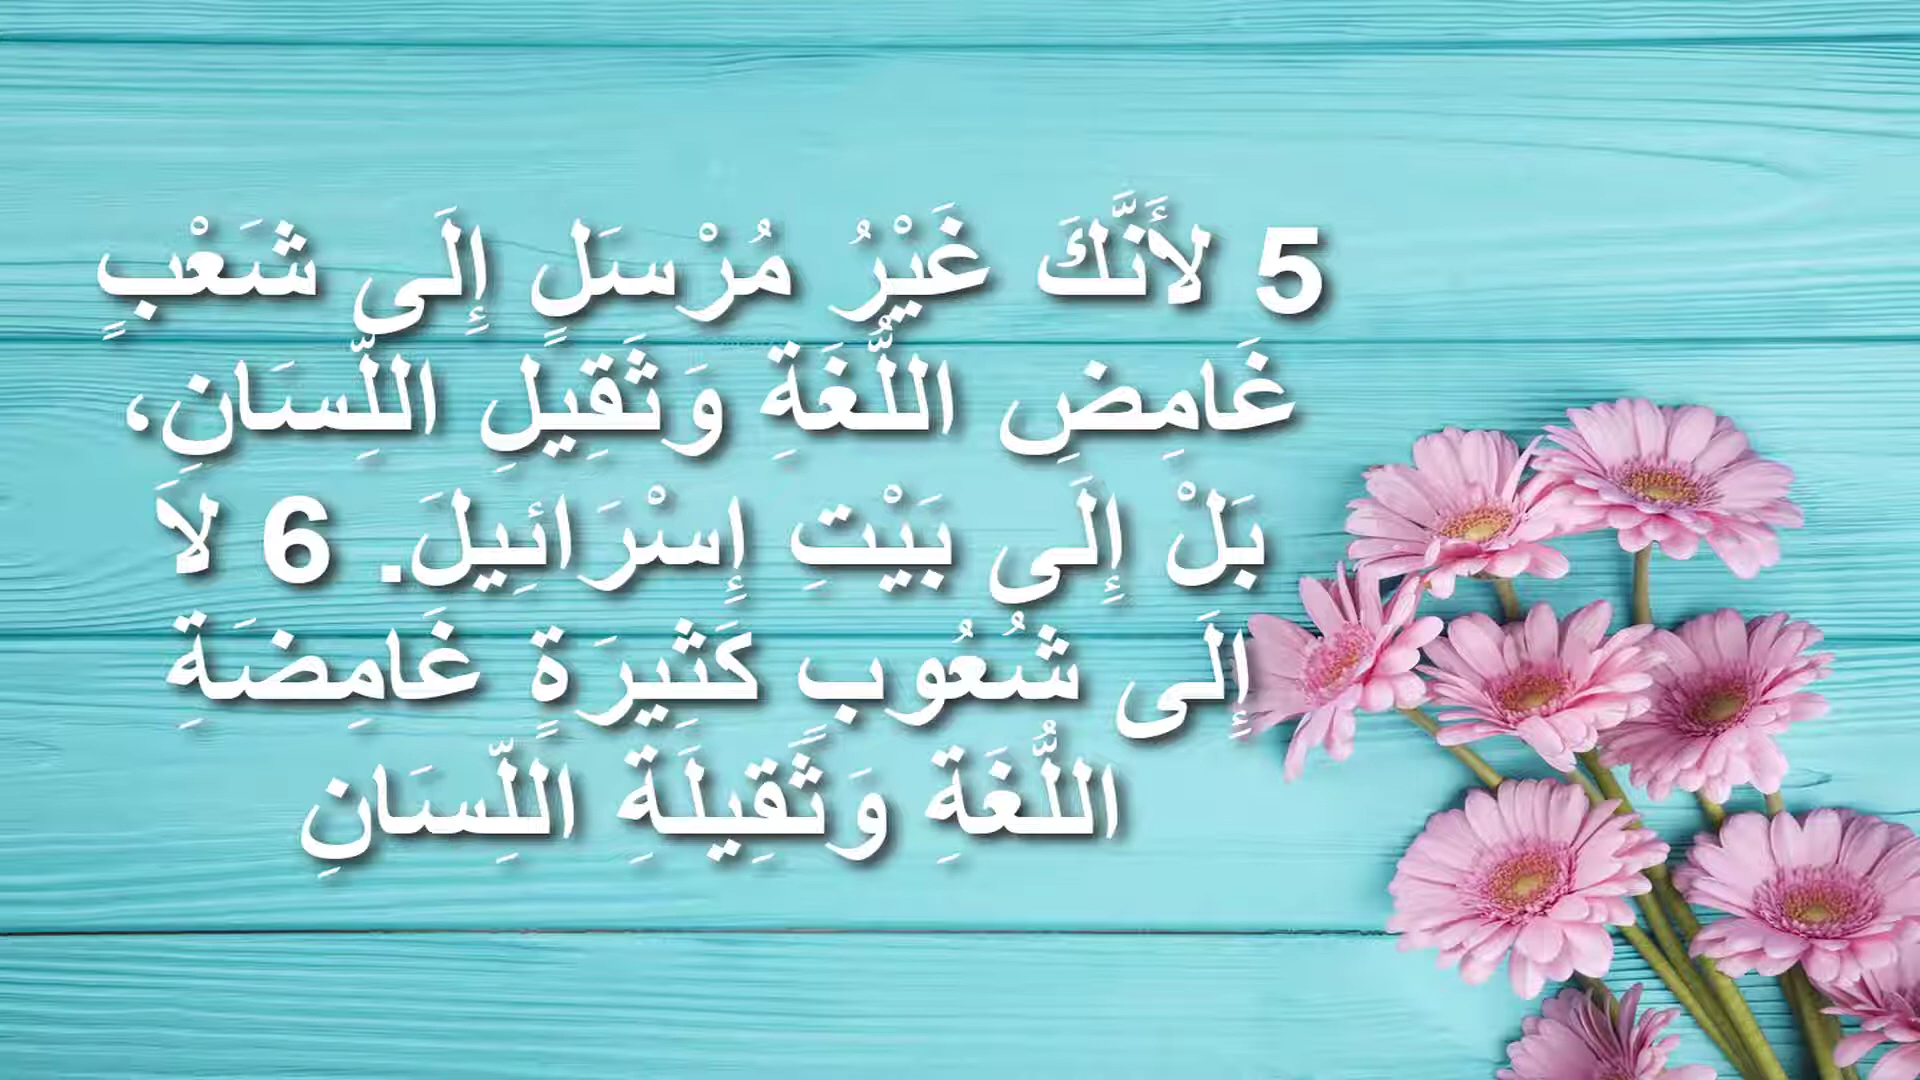 5 لأَنَّكَ غَيْرُ مُرْسَل إِلَى شَعْبٍ
غَامِضِ اللُّغَةِ وَثَقِيلِ اللِّسَانِ،
بَلْ إِلَى بَيْتِ إِسْرَائِيلَ. 6 لاَ
إِلَى شُعُوبٍ كَثِيرَةٍ غَامِضَةِ
اللُّغَةِ وَثَقِيلَةِ اللِّسَانِ